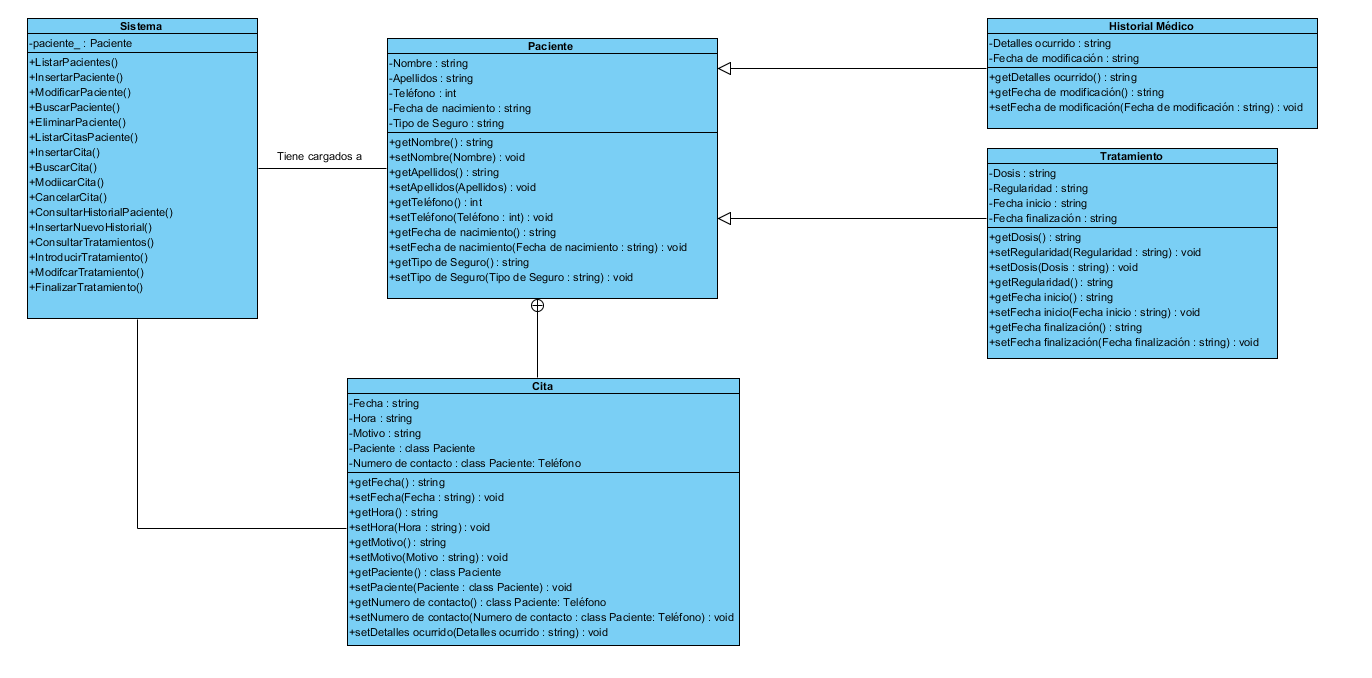 Sistema
-paciente_ : Paciente
+ListarPacientes()
+InsertarPaciente()
+ModificarPaciente()
+BuscarPaciente()
+EliminarPaciente()
+ListarCitasPaciente()
+InsertarCita()
+BuscarCita()
+ModiicarCita()
+CancelarCita()
+ConsultarHistorialPaciente()
+InsertarNuevoHistorial()
+ConsultarTratamientos()
+IntroducirTratamiento()
+ModifcarTratamiento()
+FinalizarTratamiento()
Tiene cargados a
Paciente
-Nombre : string
-Apellidos : string
-Teléfono : int
-Fecha de nacimiento : string
-Tipo de Seguro : string
+getNombre() : string
+setNombre(Nombre) : void
+getApellidos() : string
+setApellidos(Apellidos) : void
+getTeléfono() : int
+setTeléfono(Teléfono : int) : void
+getFecha de nacimiento() : string
+setFecha de nacimiento(Fecha de nacimiento : string) : void
+getTipo de Seguro() : string
+setTipo de Seguro(Tipo de Seguro : string) : void
Historial Médico
-Detalles ocurrido : string
-Fecha de modificación : string
+getDetalles ocurrido() : string
+getFecha de modificación() : string
+setFecha de modificación(Fecha de modificación : string) : void
Tratamiento
-Dosis : string
-Regularidad : string
-Fecha inicio : string
-Fecha finalización : string
+getDosis() : string
+setRegularidad(Regularidad : string) : void
+setDosis(Dosis : string) : void
+getRegularidad() : string
+getFecha inicio() : string
+setFecha inicio(Fecha inicio : string) : void
+getFecha finalización() : string
+setFecha finalización(Fecha finalización : string) : void
Cita
-Fecha : string
-Hora : string
-Motivo : string
-Paciente : class Paciente
-Numero de contacto : class Paciente: Teléfono
+getFecha() : string
+setFecha(Fecha : string) : void
+getHora() : string
+setHora(Hora : string) : void
+getMotivo() : string
+setMotivo(Motivo : string) : void
+getPaciente() : class Paciente
+setPaciente(Paciente : class Paciente) : void
+getNumero de contacto() : class Paciente: Teléfono
+setNumero de contacto(Numero de contacto : class Paciente: Teléfono) : void
+setDetalles ocurrido(Detalles ocurrido : string) : void